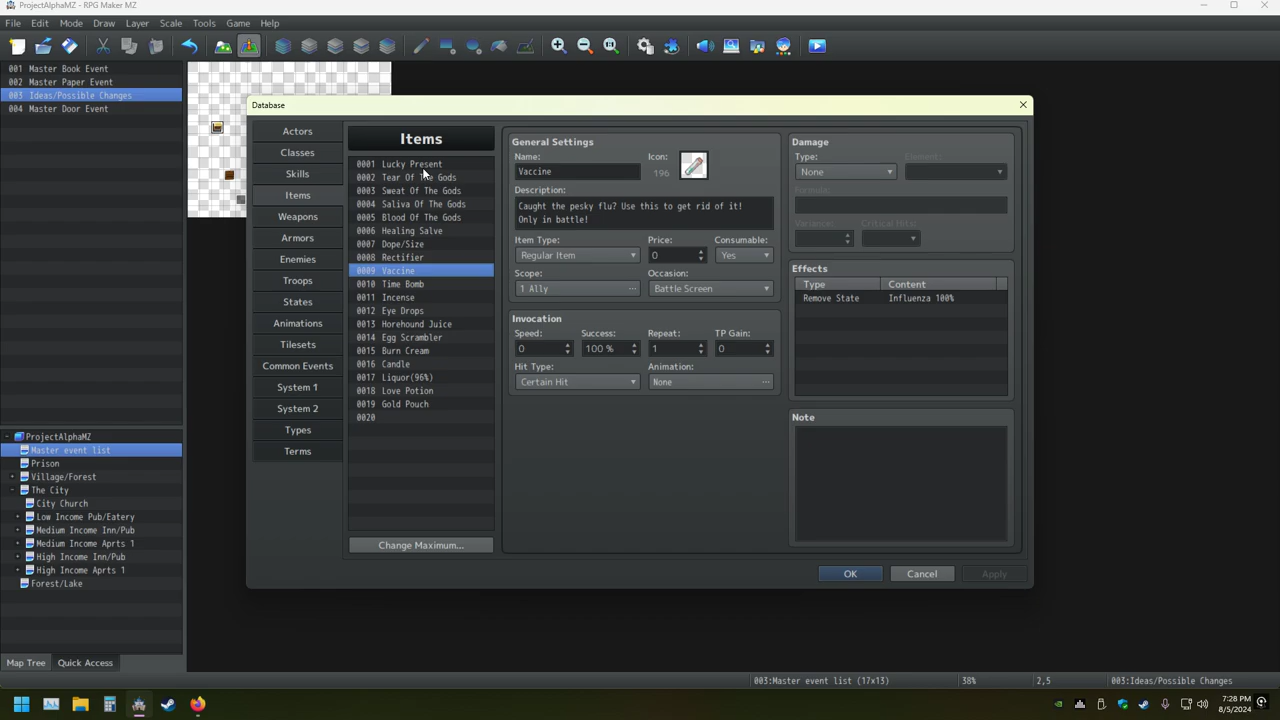 ProjectAlphaMZ - RPG Maker MZ
File Edit Mode Draw Layer Scale Tools Game Help
001 Master Book Event
002 Master Paper Event
003 Ideas/Possible Changes
004 Master Door Event
Database
Actors
Classes
Skills
Items
Weapons
Armors
Enemies
Troops
States
Animations
Tilesets
Common Events
System 1
System 2
Types
Terms
Items
0001 Lucky Present
0002 Tear Of The Gods
0003 Sweat Of The Gods
0004 Saliva Of The Gods
0005 Blood Of The Gods
0006 Healing Salve
0007 Dope/Size
0008 Rectifier
0009 Vaccine
0010 Time Bomb
0011 Incense
0012 Eye Drops
0013 Horehound Juice
0014 Egg Scrambler
0015 Burn Cream
0016 Candle
0017 Liquor(96%)
0018 Love Potion
0019 Gold Pouch
0020
Change Maximum...
General Settings
Name: Icon:
Vaccine 196
Description:
Caught the pesky flu? Use this to get rid of it!
Only in battle!
Item Type: Price: Consumable:
Regular Item 0 Yes
Scope: Occasion:
1 Ally ... Battle Screen
Invocation
Speed: Success: Repeat: TP Gain:
0 100 % 1 0
Hit Type: Animation:
Certain Hit None ...
Damage
Type: Element:
None
Formula:
Variance: Critical Hits:
Effects
Type Content
Remove State Influenza 100%
Note
OK Cancel Apply
ProjectAlphaMZ
Master event list
Prison
Village/Forest
The City
City Church
Low Income Pub/Eatery
Medium Income Inn/Pub
Medium Income Aprts 1
High Income Inn/Pub
High Income Aprts 1
Forest/Lake
Map Tree Quick Access
003:Master event list (17x13) 38% 2,5 003:Ideas/Possible Changes
7:28 PM
8/5/2024